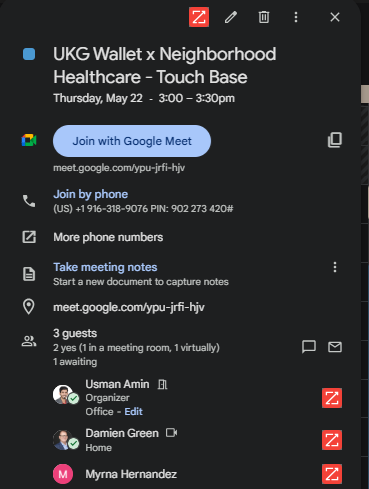 UKG Wallet x Neighborhood
Healthcare - Touch Base
Thursday, May 22 - 3:00 – 3:30pm
Join with Google Meet
meet.google.com/ypu-jrfi-hjv
Join by phone
(US) +1 916-318-9076 PIN: 902 273 420#
More phone numbers
Take meeting notes
Start a new document to capture notes
meet.google.com/ypu-jrfi-hjv
3 guests
2 yes (1 in a meeting room, 1 virtually)
1 awaiting
Usman Amin
Organizer
Office - Edit
Damien Green
Home
M Myrna Hernandez